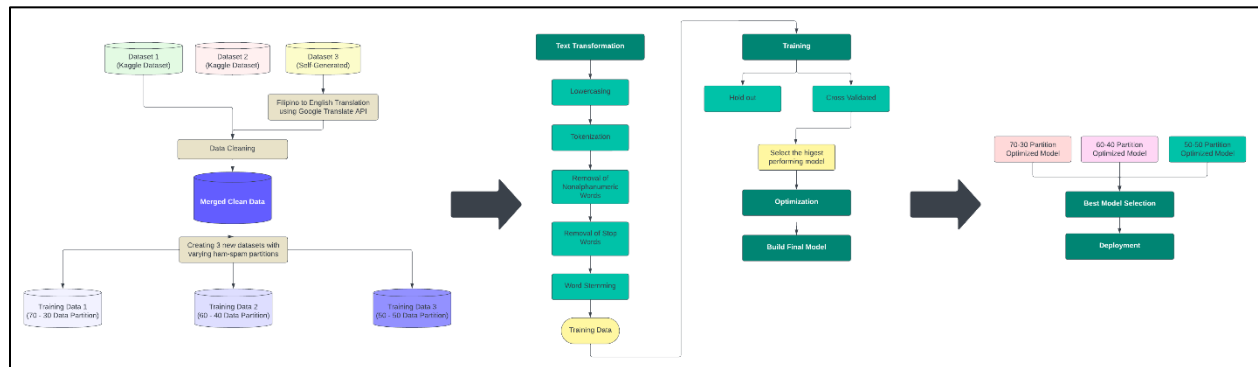 Dataset 1
(Kaggle Dataset)
Dataset 2
(Kaggle Dataset)
Dataset 3
(Self-Generated)
Filipino to English Translation
using Google Translate API
Data Cleaning
Merged Clean Data
Creating 3 new datasets with
varying ham-spam partitions
Training Data 1
(70 - 30 Data Partition)
Training Data 2
(60 - 40 Data Partition)
Training Data 3
(50 - 50 Data Partition)
Text Transformation
Lowercasing
Tokenization
Removal of
Nonalphanumeric
Words
Removal of Stop
Words
Word Stemming
Training Data
Training
Hold out
Cross Validated
Select the higest
performing model
Optimization
Build Final Model
70-30 Partition
Optimized Model
60-40 Partition
Optimized Model
50-50 Partition
Optimized Model
Best Model Selection
Deployment